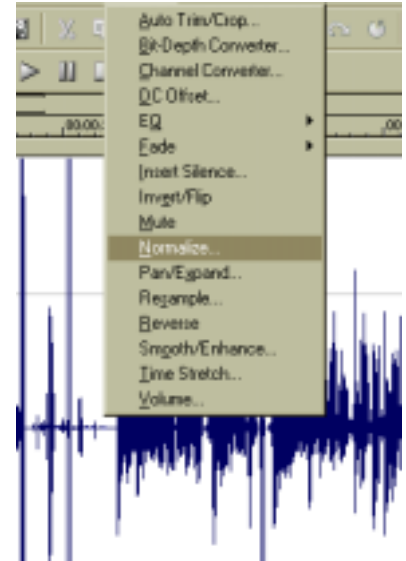 Auto Trim/Crop...
Bit-Depth Converter...
Channel Converter...
DC Offset...
EQ
Fade
Insert Silence...
Invert/Flip
Mute
Normalize...
Pan/Expand...
Resample...
Reverse
Smooth/Enhance...
Time Stretch...
Volume...